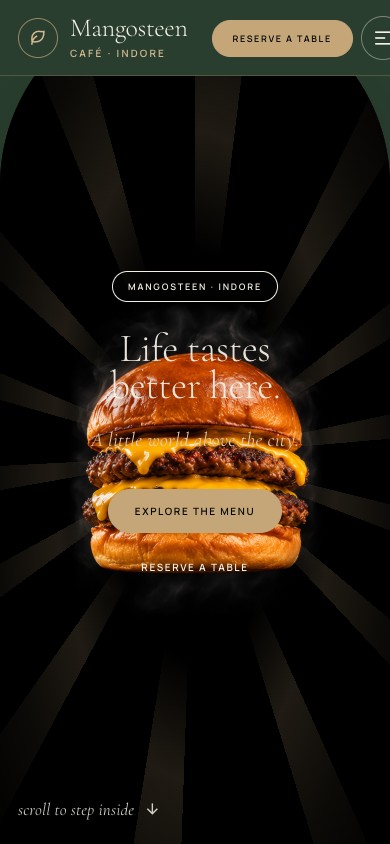 Mangosteen
CAFÉ · INDORE
RESERVE A TABLE
MANGOSTEEN · INDORE
Life tastes
better here.
A little world above the city.
EXPLORE THE MENU
RESERVE A TABLE
scroll to step inside ↓